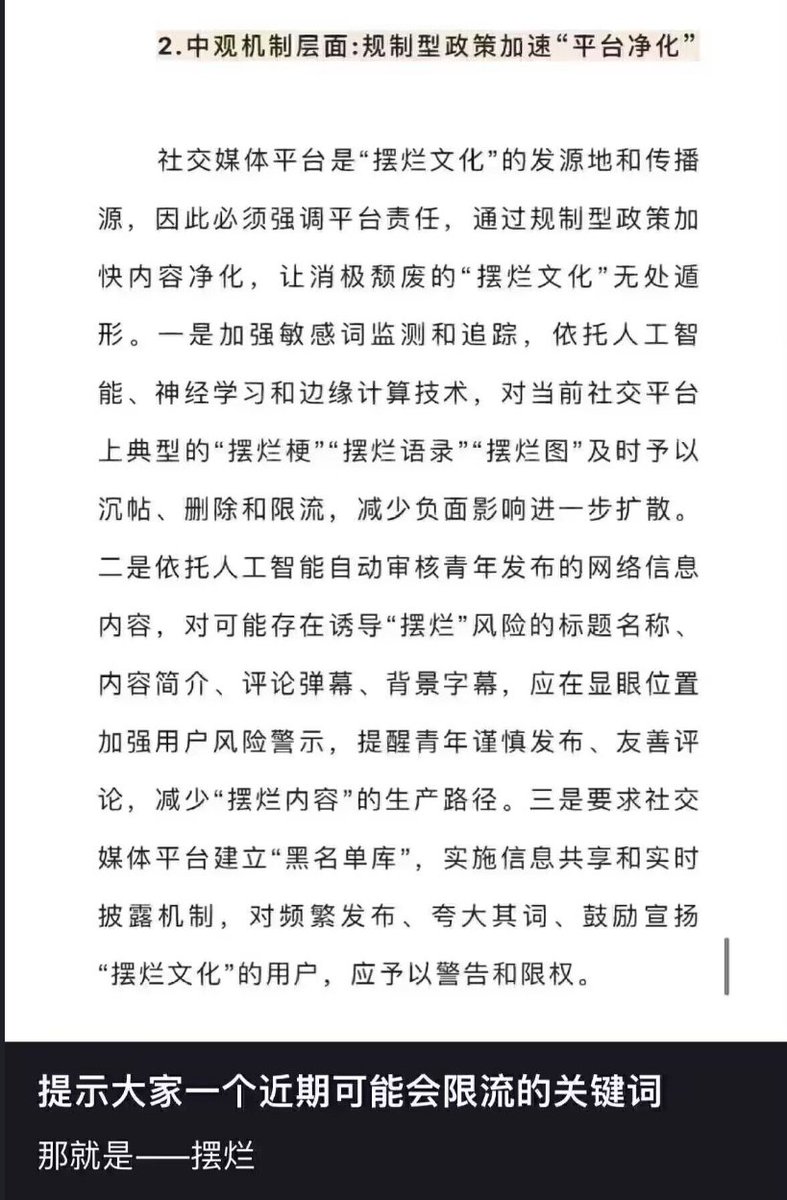 2.中观机制层面:规制型政策加速“平台净化”
社交媒体平台是“摆烂文化”的发源地和传播
源，因此必须强调平台责任，通过规制型政策加
快内容净化，让消极颓废的“摆烂文化”无处遁
形。一是加强敏感词监测和追踪，依托人工智
能、神经学习和边缘计算技术，对当前社交平台
上典型的“摆烂梗”“摆烂语录”“摆烂图”及时予以
沉帖、删除和限流，减少负面影响进一步扩散。
二是依托人工智能自动审核青年发布的网络信息
内容，对可能存在诱导“摆烂”风险的标题名称、
内容简介、评论弹幕、背景字幕，应在显眼位置
加强用户风险警示，提醒青年谨慎发布、友善评
论，减少“摆烂内容”的生产路径。三是要求社交
媒体平台建立“黑名单库”，实施信息共享和实时
披露机制，对频繁发布、夸大其词、鼓励宣扬
“摆烂文化”的用户，应予以警告和限权。
提示大家一个近期可能会限流的关键词
那就是——摆烂